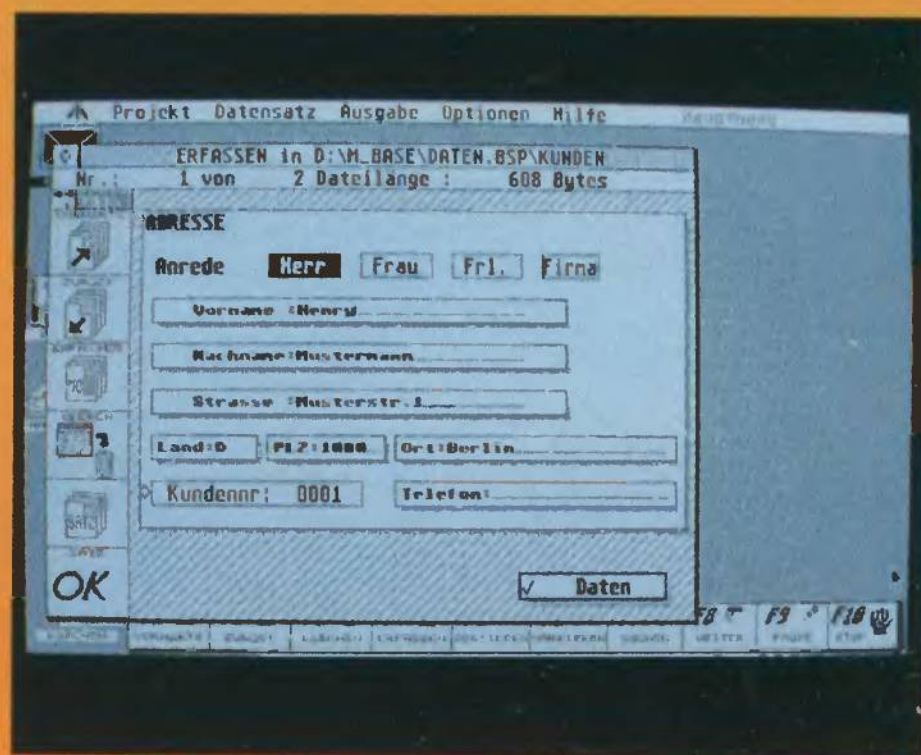 Projekt Datensatz Ausgabe Optionen Hilfe
ERFASSEN in D:\M_BASE\DATEN.BSP\KUNDEN
Nr.: 1 von 2 Dateilänge : 608 Bytes
ADRESSE
Anrede Herr Frau Frl. Firma
Vorname :Henry
Nachname:Mustermann
Strasse :Musterstr.1
Land:D PLZ:1000 Ort:Berlin
Kundennr: 0001 Telefon:
OK
Daten
F8 F9 F10
WEITER